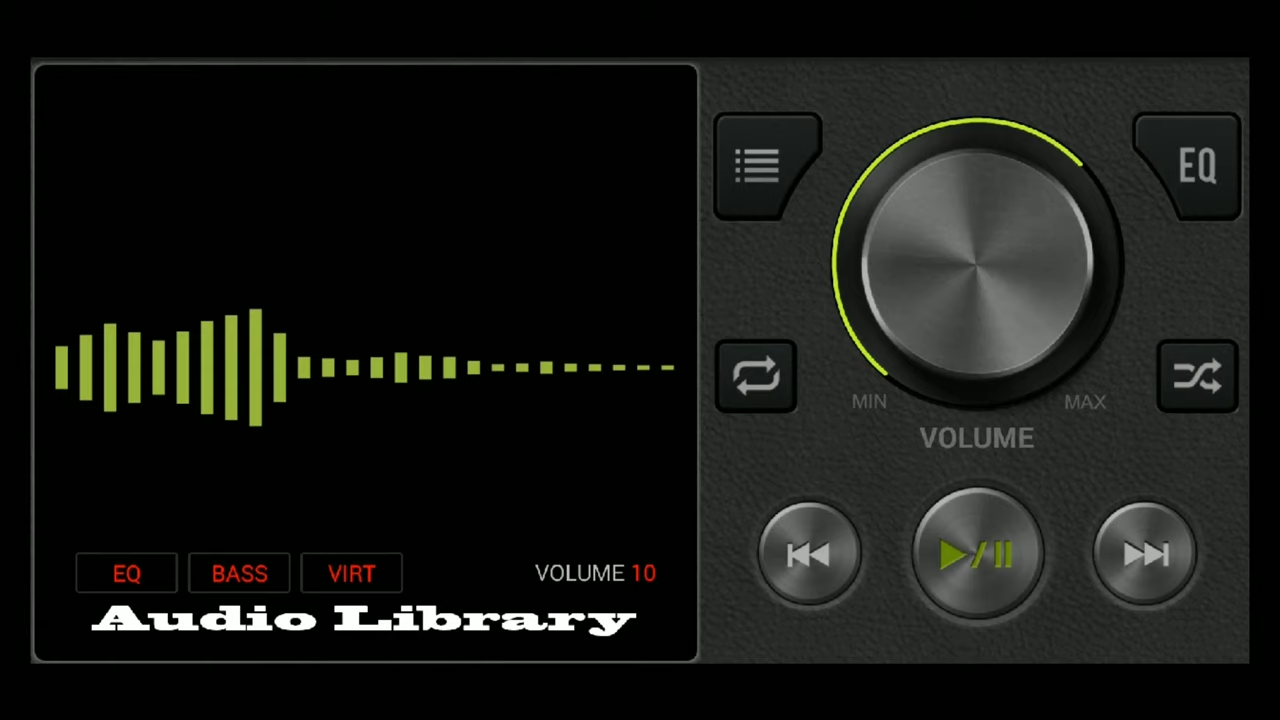 EQ
MIN
MAX
VOLUME
EQ BASS VIRT VOLUME 10
Audio Library